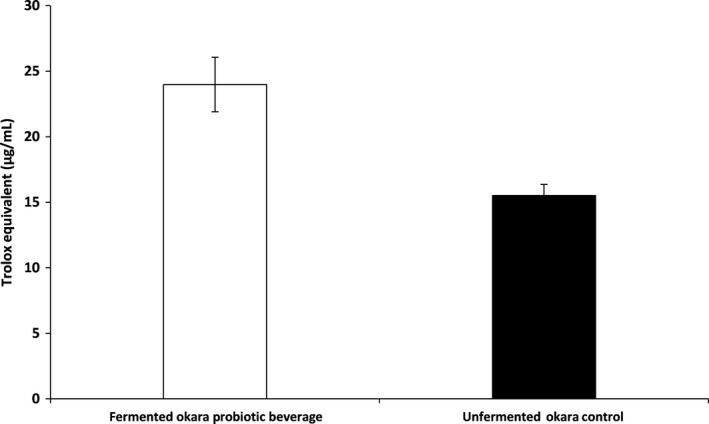 30
25
20
15
10
5
0
Trolox equivalent (µg/mL)
Fermented okara probiotic beverage
Unfermented okara control